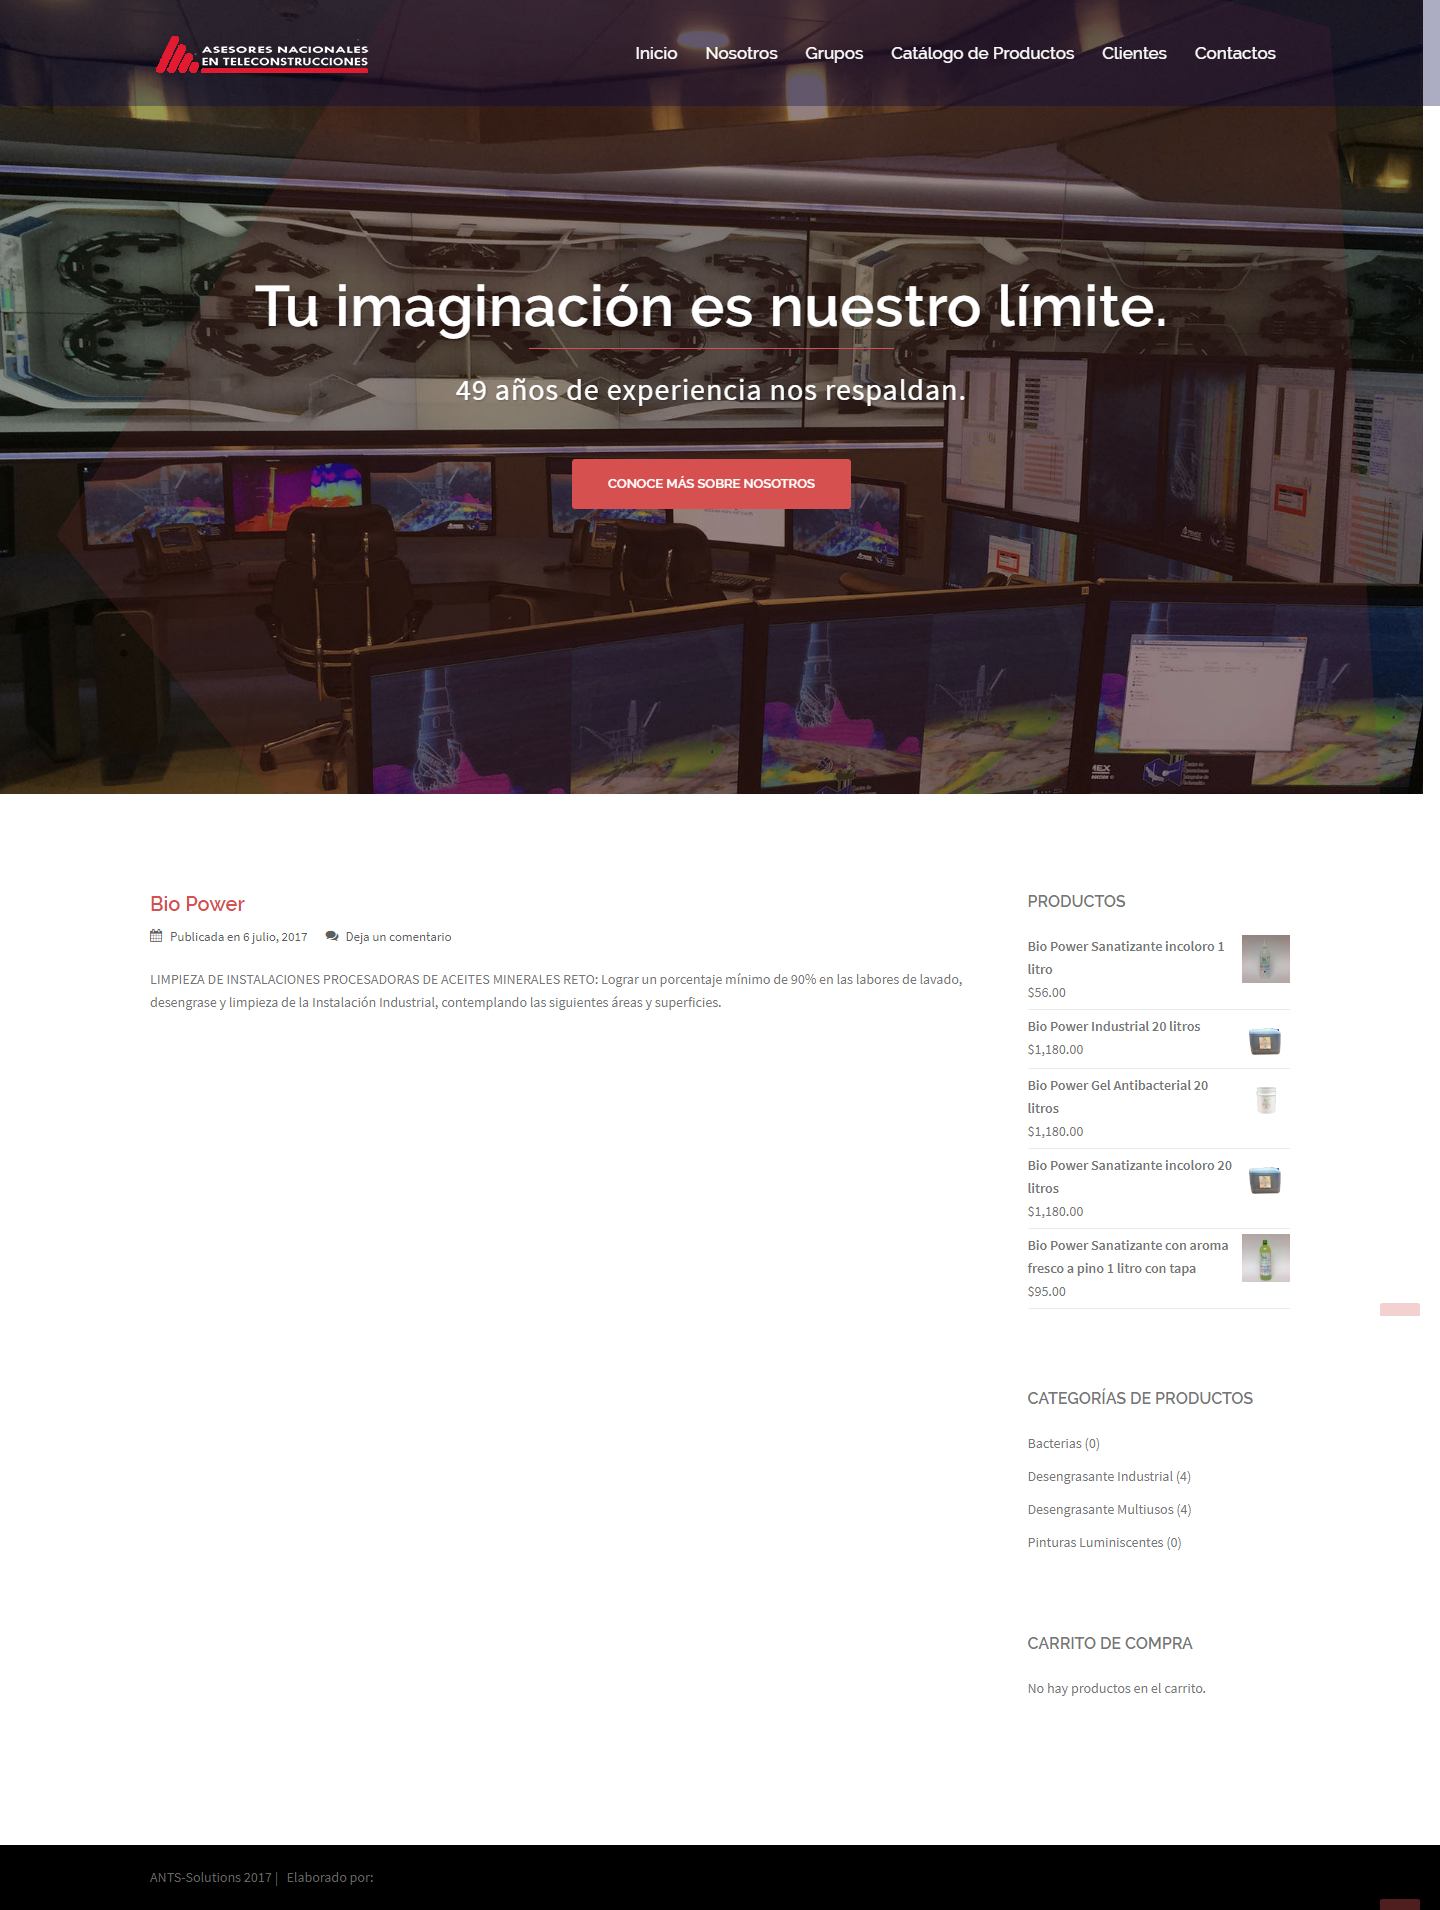 ASESORES NACIONALES
EN TELECONSTRUCCIONES
Inicio Nosotros Grupos Catálogo de Productos Clientes Contactos
Tu imaginación es nuestro límite.
49 años de experiencia nos respaldan.
CONOCE MÁS SOBRE NOSOTROS
Bio Power
Publicada en 6 julio, 2017 Deja un comentario
LIMPIEZA DE INSTALACIONES PROCESADORAS DE ACEITES MINERALES RETO: Lograr un porcentaje mínimo de 90% en las labores de lavado,
desengrase y limpieza de la Instalación Industrial, contemplando las siguientes áreas y superficies.
PRODUCTOS
Bio Power Sanatizante incoloro 1
litro
$56.00
Bio Power Industrial 20 litros
$1,180.00
Bio Power Gel Antibacterial 20
litros
$1,180.00
Bio Power Sanatizante incoloro 20
litros
$1,180.00
Bio Power Sanatizante con aroma
fresco a pino 1 litro con tapa
$95.00
CATEGORÍAS DE PRODUCTOS
Bacterias (0)
Desengrasante Industrial (4)
Desengrasante Multiusos (4)
Pinturas Luminiscentes (0)
CARRITO DE COMPRA
No hay productos en el carrito.
ANTS-Solutions 2017 | Elaborado por: